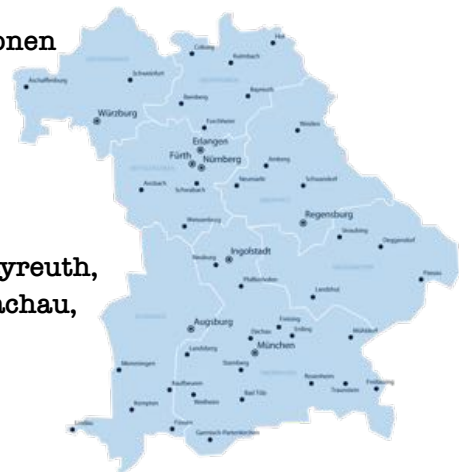 onen
Hof
Coburg
Kulmbach
Schweinfurt
Aschaffenburg
Bayreuth
Bamberg
Würzburg
Forchheim
Weiden
Erlangen
Fürth
Nürnberg
Amberg
Ansbach
Schwabach
Neumarkt
Schwandorf
Weissenburg
Regensburg
Straubing
Deggendorf
yreuth,
Ingolstadt
Neuburg
Passau
Pfaffenhofen
achau,
Landshut
Augsburg
Freising
Dachau
Erding
Mühldorf
München
Landsberg
Starnberg
Memmingen
Rosenheim
Traunstein
Freilassing
Kaufbeuren
Weilheim
Bad Tölz
Kempten
Lindau
Füssen
Garmisch-Partenkirchen